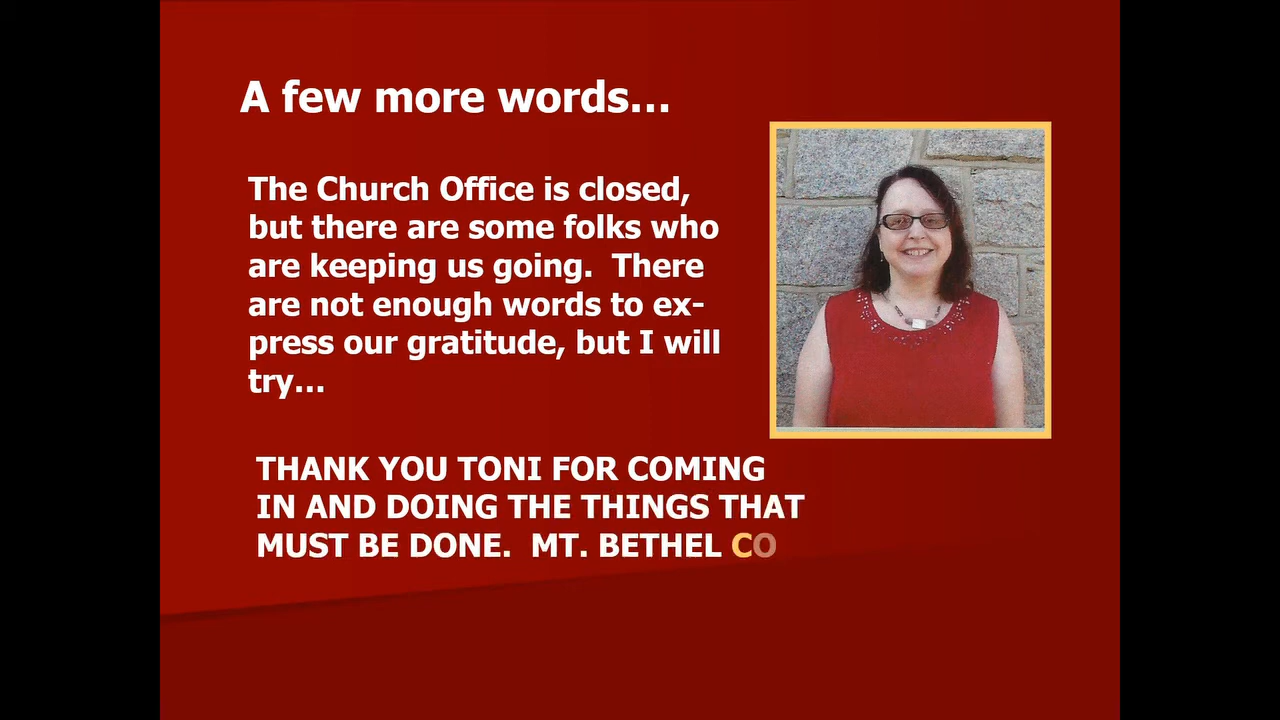 A few more words...
The Church Office is closed,
but there are some folks who
are keeping us going.  There
are not enough words to ex-
press our gratitude, but I will
try...
THANK YOU TONI FOR COMING
IN AND DOING THE THINGS THAT
MUST BE DONE.  MT. BETHEL CO